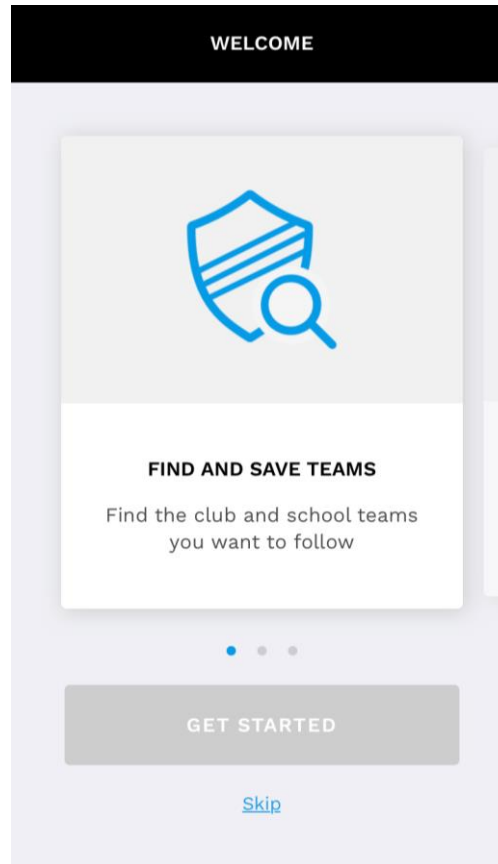 WELCOME
FIND AND SAVE TEAMS
Find the club and school teams
you want to follow
GET STARTED
Skip